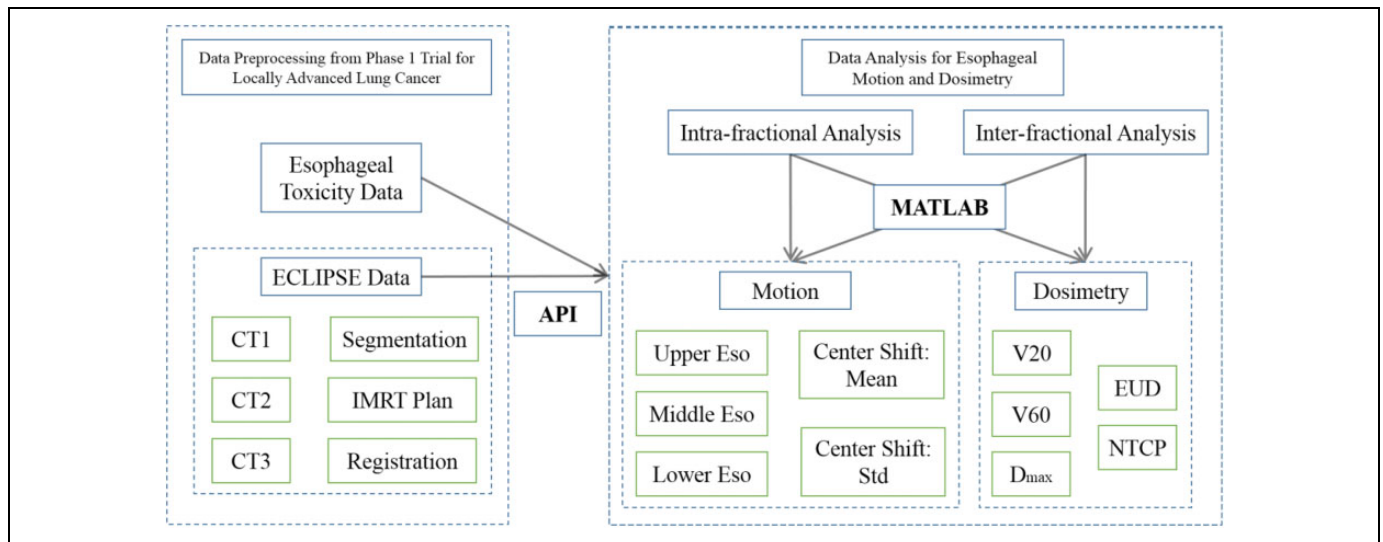 Data Preprocessing from Phase 1 Trial for
Locally Advanced Lung Cancer
Esophageal
Toxicity Data
ECLIPSE Data
CT1
Segmentation
CT2
IMRT Plan
CT3
Registration
API
Data Analysis for Esophageal
Motion and Dosimetry
Intra-fractional Analysis
Inter-fractional Analysis
MATLAB
Motion
Upper Eso
Middle Eso
Lower Eso
Center Shift:
Mean
Center Shift:
Std
Dosimetry
V20
V60
Dmax
EUD
NTCP